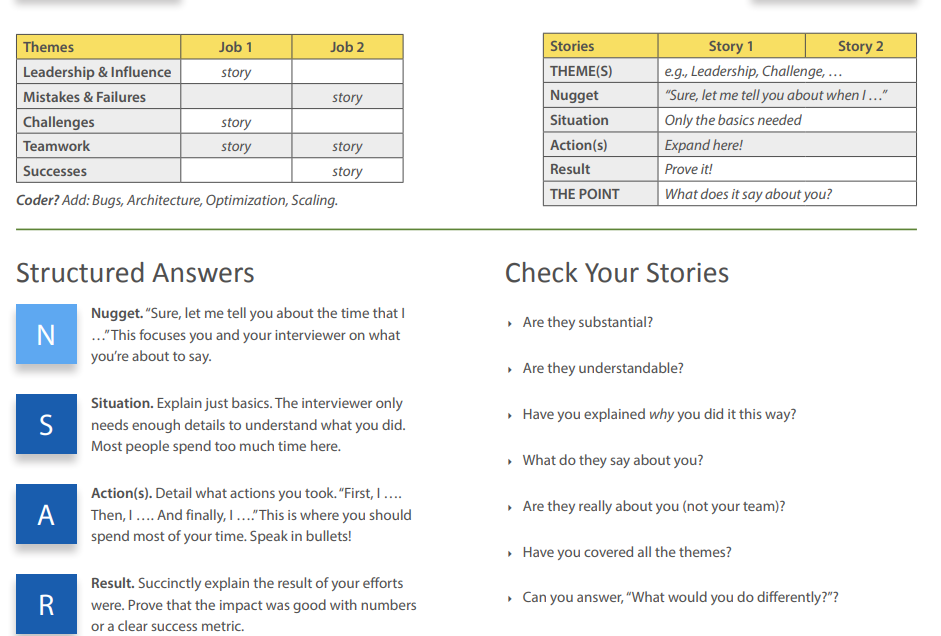 Themes Job 1 Job 2
Leadership & Influence story
Mistakes & Failures story
Challenges story
Teamwork story story
Successes story
Coder? Add: Bugs, Architecture, Optimization, Scaling.
Stories Story 1 Story 2
THEME(S) e.g., Leadership, Challenge, …
Nugget “Sure, let me tell you about when I …”
Situation Only the basics needed
Action(s) Expand here!
Result Prove it!
THE POINT What does it say about you?
Structured Answers
N
Nugget. “Sure, let me tell you about the time that I
…” This focuses you and your interviewer on what
you’re about to say.
S
Situation. Explain just basics. The interviewer only
needs enough details to understand what you did.
Most people spend too much time here.
A
Action(s). Detail what actions you took. “First, I ….
Then, I …. And finally, I ….” This is where you should
spend most of your time. Speak in bullets!
R
Result. Succinctly explain the result of your efforts
were. Prove that the impact was good with numbers
or a clear success metric.
Check Your Stories
Are they substantial?
Are they understandable?
Have you explained why you did it this way?
What do they say about you?
Are they really about you (not your team)?
Have you covered all the themes?
Can you answer, “What would you do differently?”?